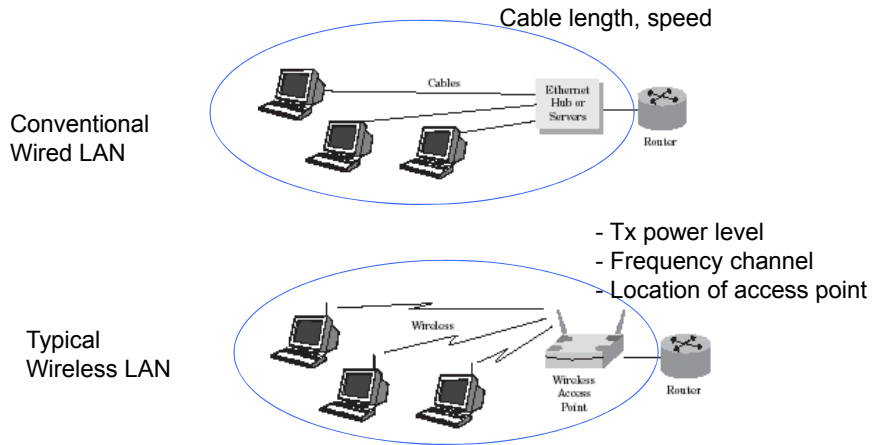 Cable length, speed
Cables
Ethernet
Hub or
Servers
Router
Conventional
Wired LAN
- Tx power level
- Frequency channel
- Location of access point
Wireless
Typical
Wireless LAN
Wireless
Access
Point
Router